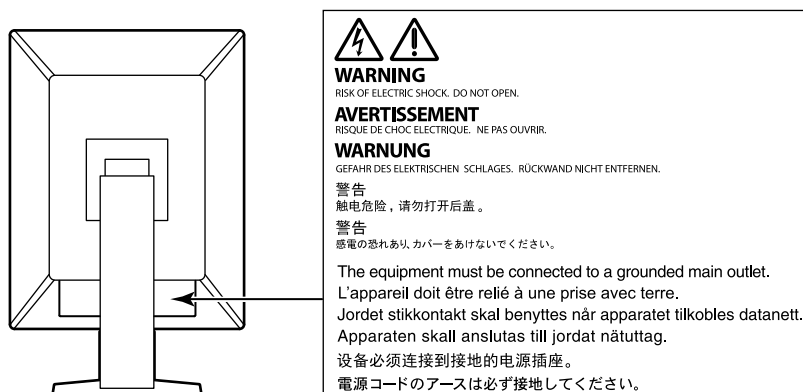 WARNING
RISK OF ELECTRIC SHOCK. DO NOT OPEN.
AVERTISSEMENT
RISQUE DE CHOC ELECTRIQUE. NE PAS OUVRIR.
WARNUNG
GEFAHR DES ELEKTRISCHEN SCHLAGES. RÜCKWAND NICHT ENTFERNEN.
警告
触电危险，请勿打开后盖。
警告
感電の恐れあり、カバーをあけないでください。
The equipment must be connected to a grounded main outlet.
L'appareil doit être relié à une prise avec terre.
Jordet stikkontakt skal benyttes når apparatet tilkobles datanett.
Apparaten skall anslutas till jordat nätuttag.
设备必须连接到接地的电源插座。
電源コードのアースは必ず接地してください。